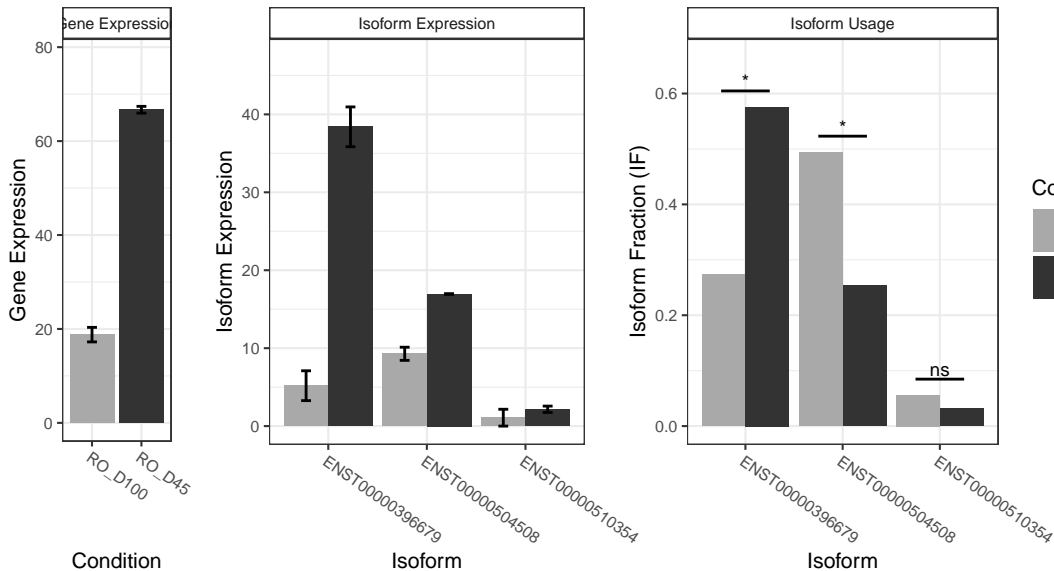 Gene Expression
Isoform Expression
Isoform Usage
Gene Expression
80
60
40
20
0
RO_D100
RO_D45
Condition
Isoform Expression
40
30
20
10
0
ENST00000396679
ENST00000504508
ENST00000510354
Isoform
Isoform Fraction (IF)
0.6
0.4
0.2
0.0
*
*
ns
ENST00000396679
ENST00000504508
ENST00000510354
Isoform